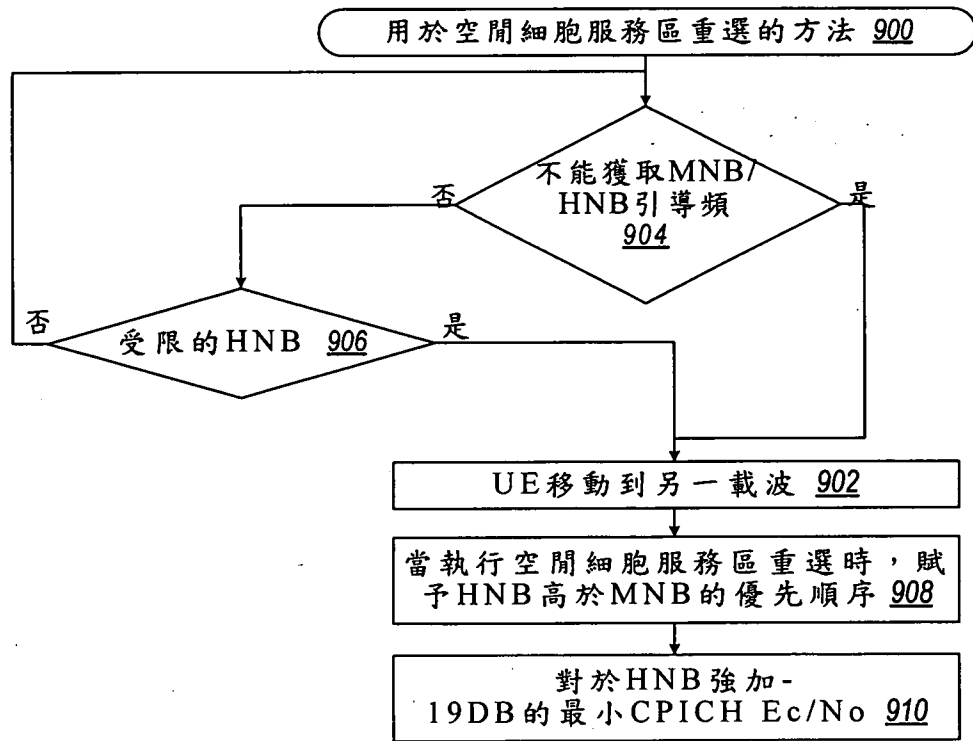 用於空閒細胞服務區重選的方法 900
不能獲取MNB/
HNB引導頻
904
否
是
受限的HNB 906
否
是
UE移動到另一載波 902
當執行空閒細胞服務區重選時，賦
予HNB高於MNB的優先順序 908
對於HNB強加-
19DB的最小CPICH Ec/No 910